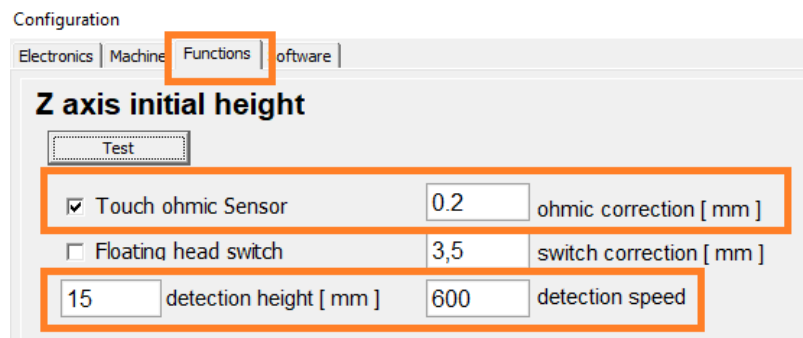 Configuration
Electronics Machine Functions oftware
Z axis initial height
Test
Touch ohmic Sensor 0.2 ohmic correction [ mm ]
Floating head switch 3,5 switch correction [ mm ]
15 detection height [ mm ] 600 detection speed